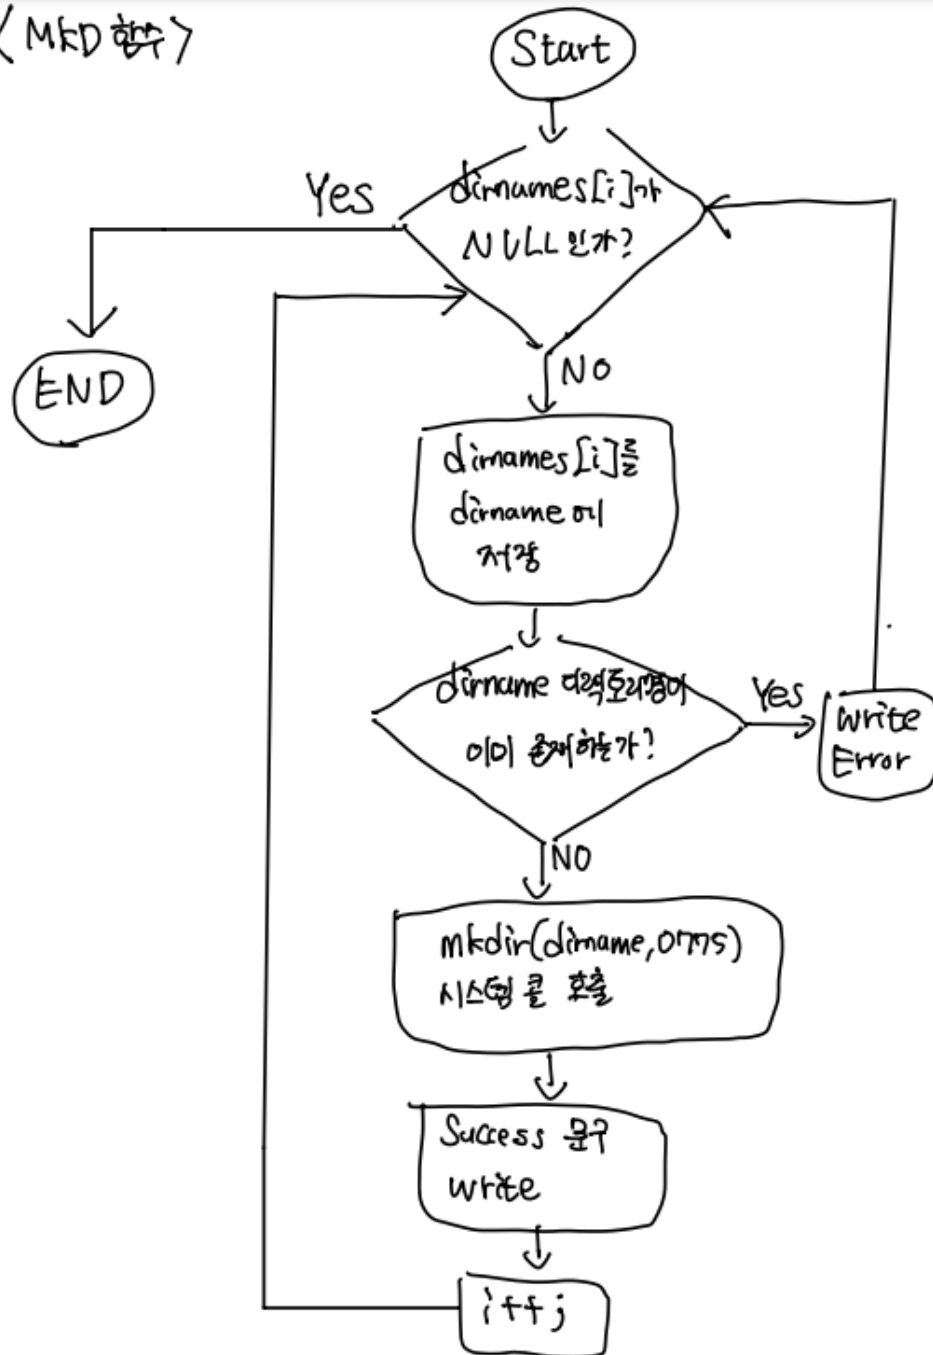 <MKD 함수>
Start
dirnames[i]가
NULL인가?
Yes
END
NO
dirnames[i]를
dirname에
저장
dirname 디렉토리명이
이미 존재하는가?
Yes
write
Error
NO
mkdir(dirname,0775)
시스템 콜 호출
Success 문구
write
i++;